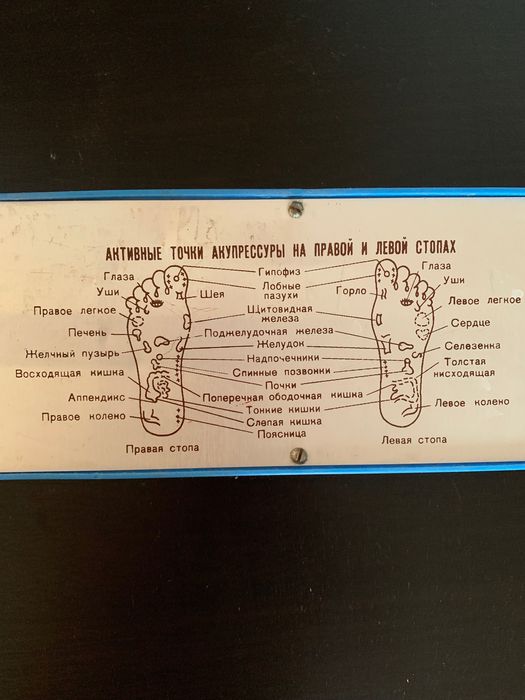 АКТИВНЫЕ ТОЧКИ АКУПРЕССУРЫ НА ПРАВОЙ И ЛЕВОЙ СТОПАХ
Глаза
Уши
Правое легкое
Печень
Желчный пузырь
Восходящая кишка
Аппендикс
Правое колено
Правая стопа
Шея
Гипофиз
Лобные
пазухи
Щитовидная
железа
Поджелудочная железа
Желудок
Надпочечники
Спинные позвонки
Почки
Поперечная ободочная кишка
Тонкие кишки
Слепая кишка
Поясница
Горло
Глаза
Уши
Левое легкое
Сердце
Селезенка
Толстая
нисходящая
Левое колено
Левая стопа